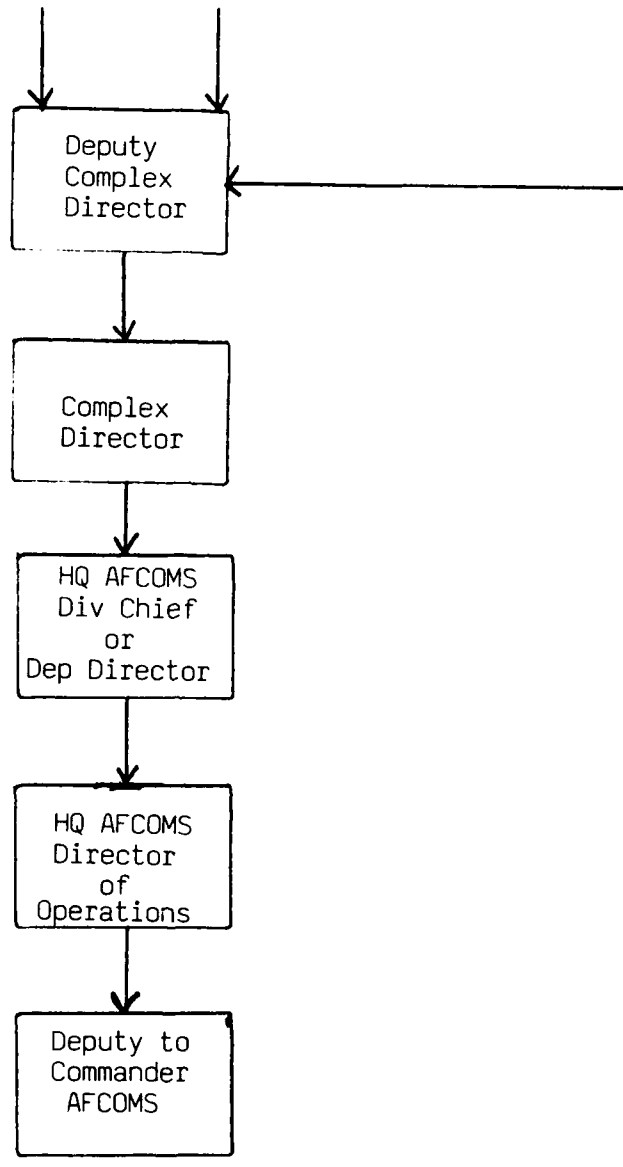 Deputy
Complex
Director
Complex
Director
HQ AFCOMS
Div Chief
or
Dep Director
HQ AFCOMS
Director
of
Operations
Deputy to
Commander
AFCOMS